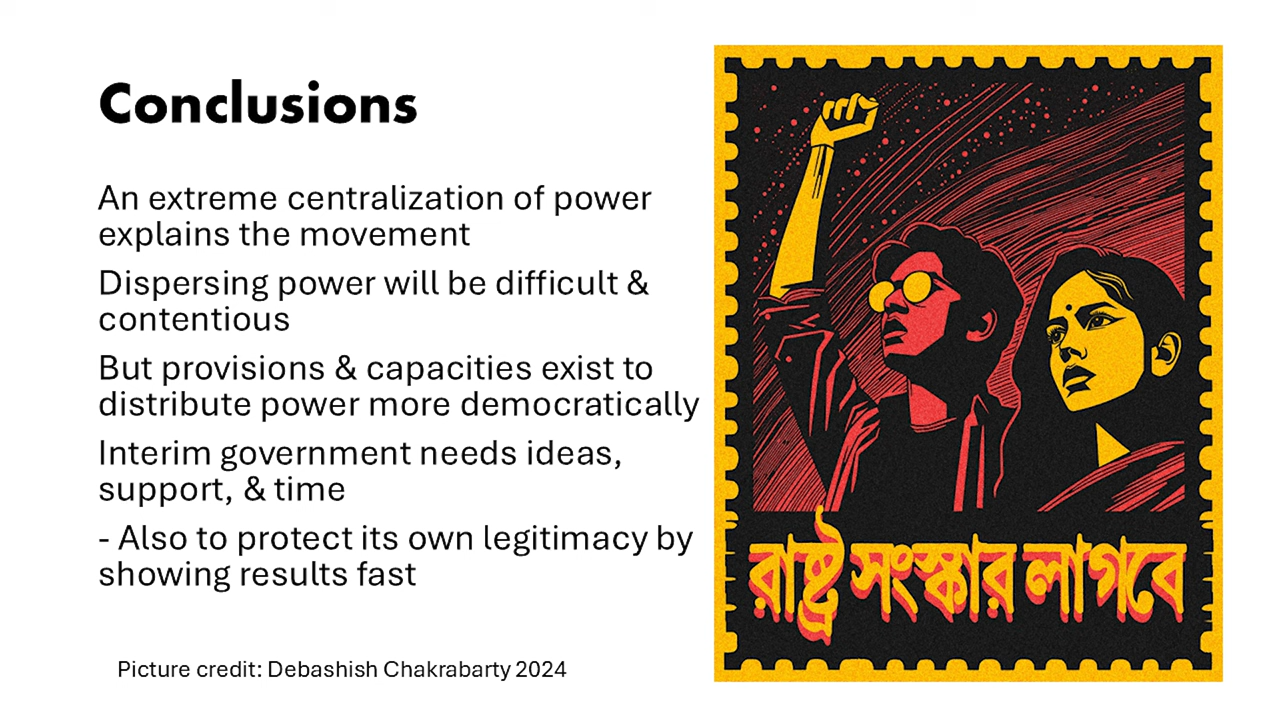 Conclusions
An extreme centralization of power
explains the movement
Dispersing power will be difficult &
contentious
But provisions & capacities exist to
distribute power more democratically
Interim government needs ideas,
support, & time
- Also to protect its own legitimacy by
showing results fast
Picture credit: Debashish Chakrabarty 2024
রাষ্ট্র সংস্কার লাগবে